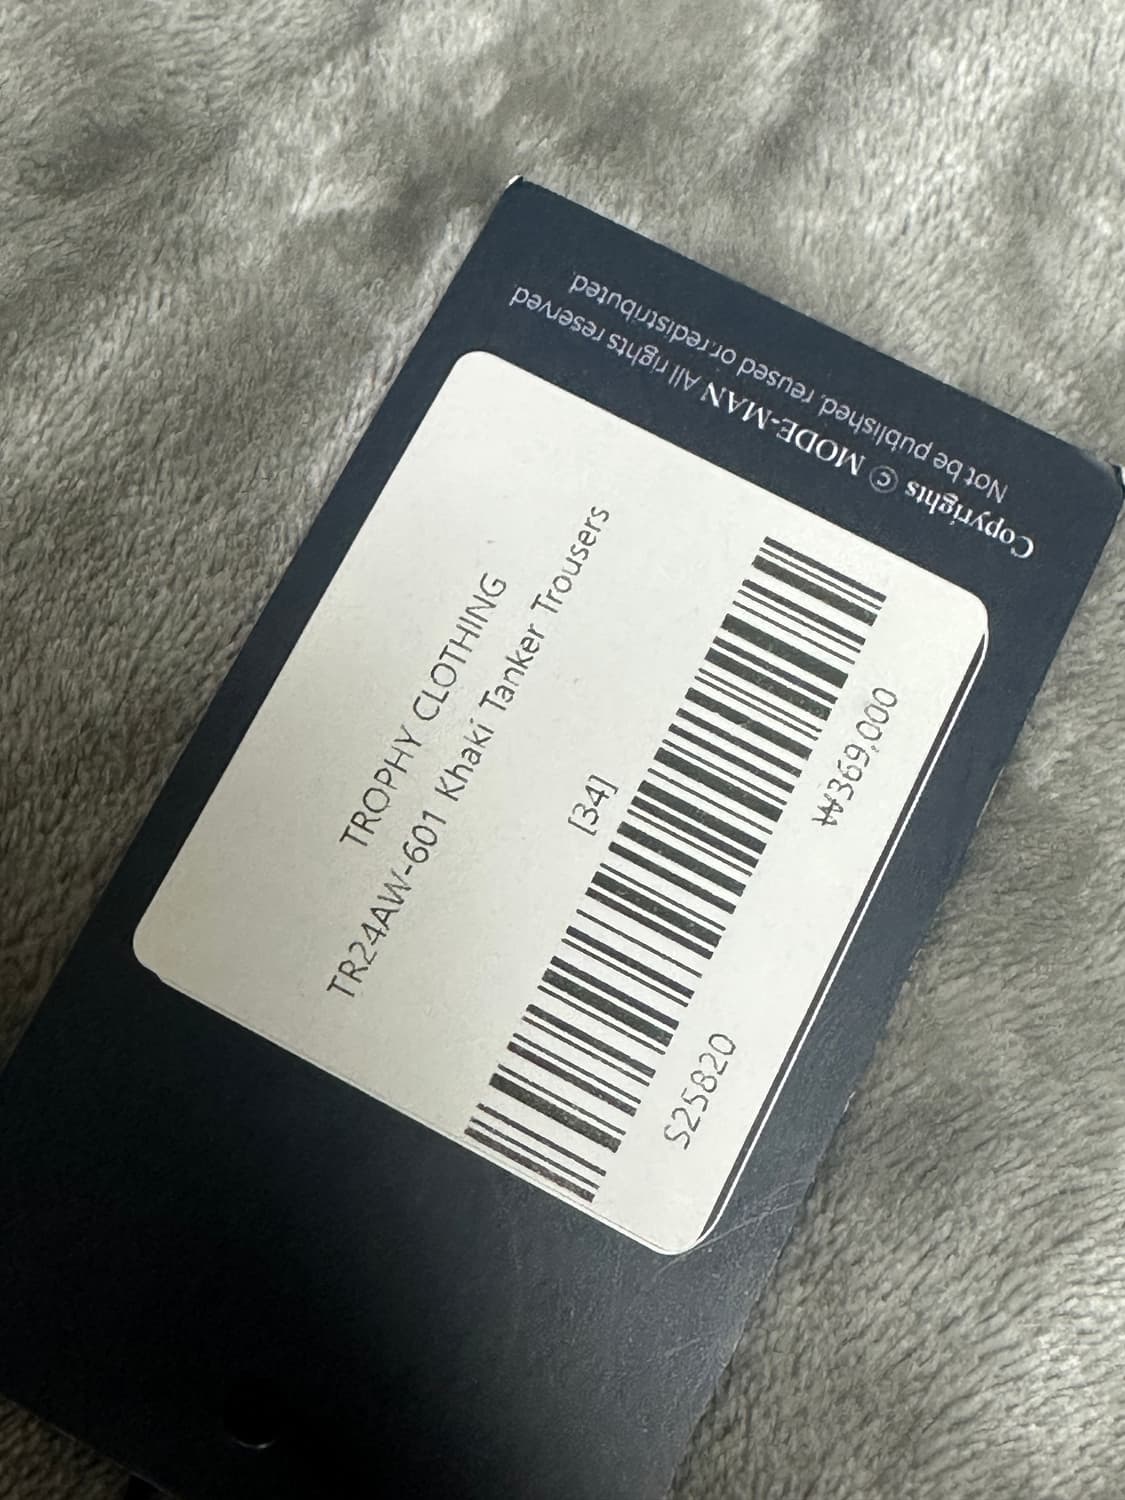 TROPHY CLOTHING
TR24AW-601 Khaki Tanker Trousers
[34]
S25820
₩369,000
Copyrights © MODE-MAN All rights reserved
Not be published, reused or redistributed.